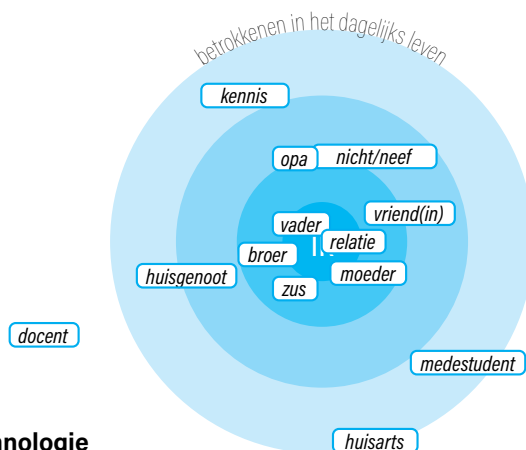 betrokkenen in het dagelijks leven
kennis
opa
nicht/neef
vriend(in)
vader
relatie
broer
moeder
huisgenoot
zus
docent
medestudent
huisarts